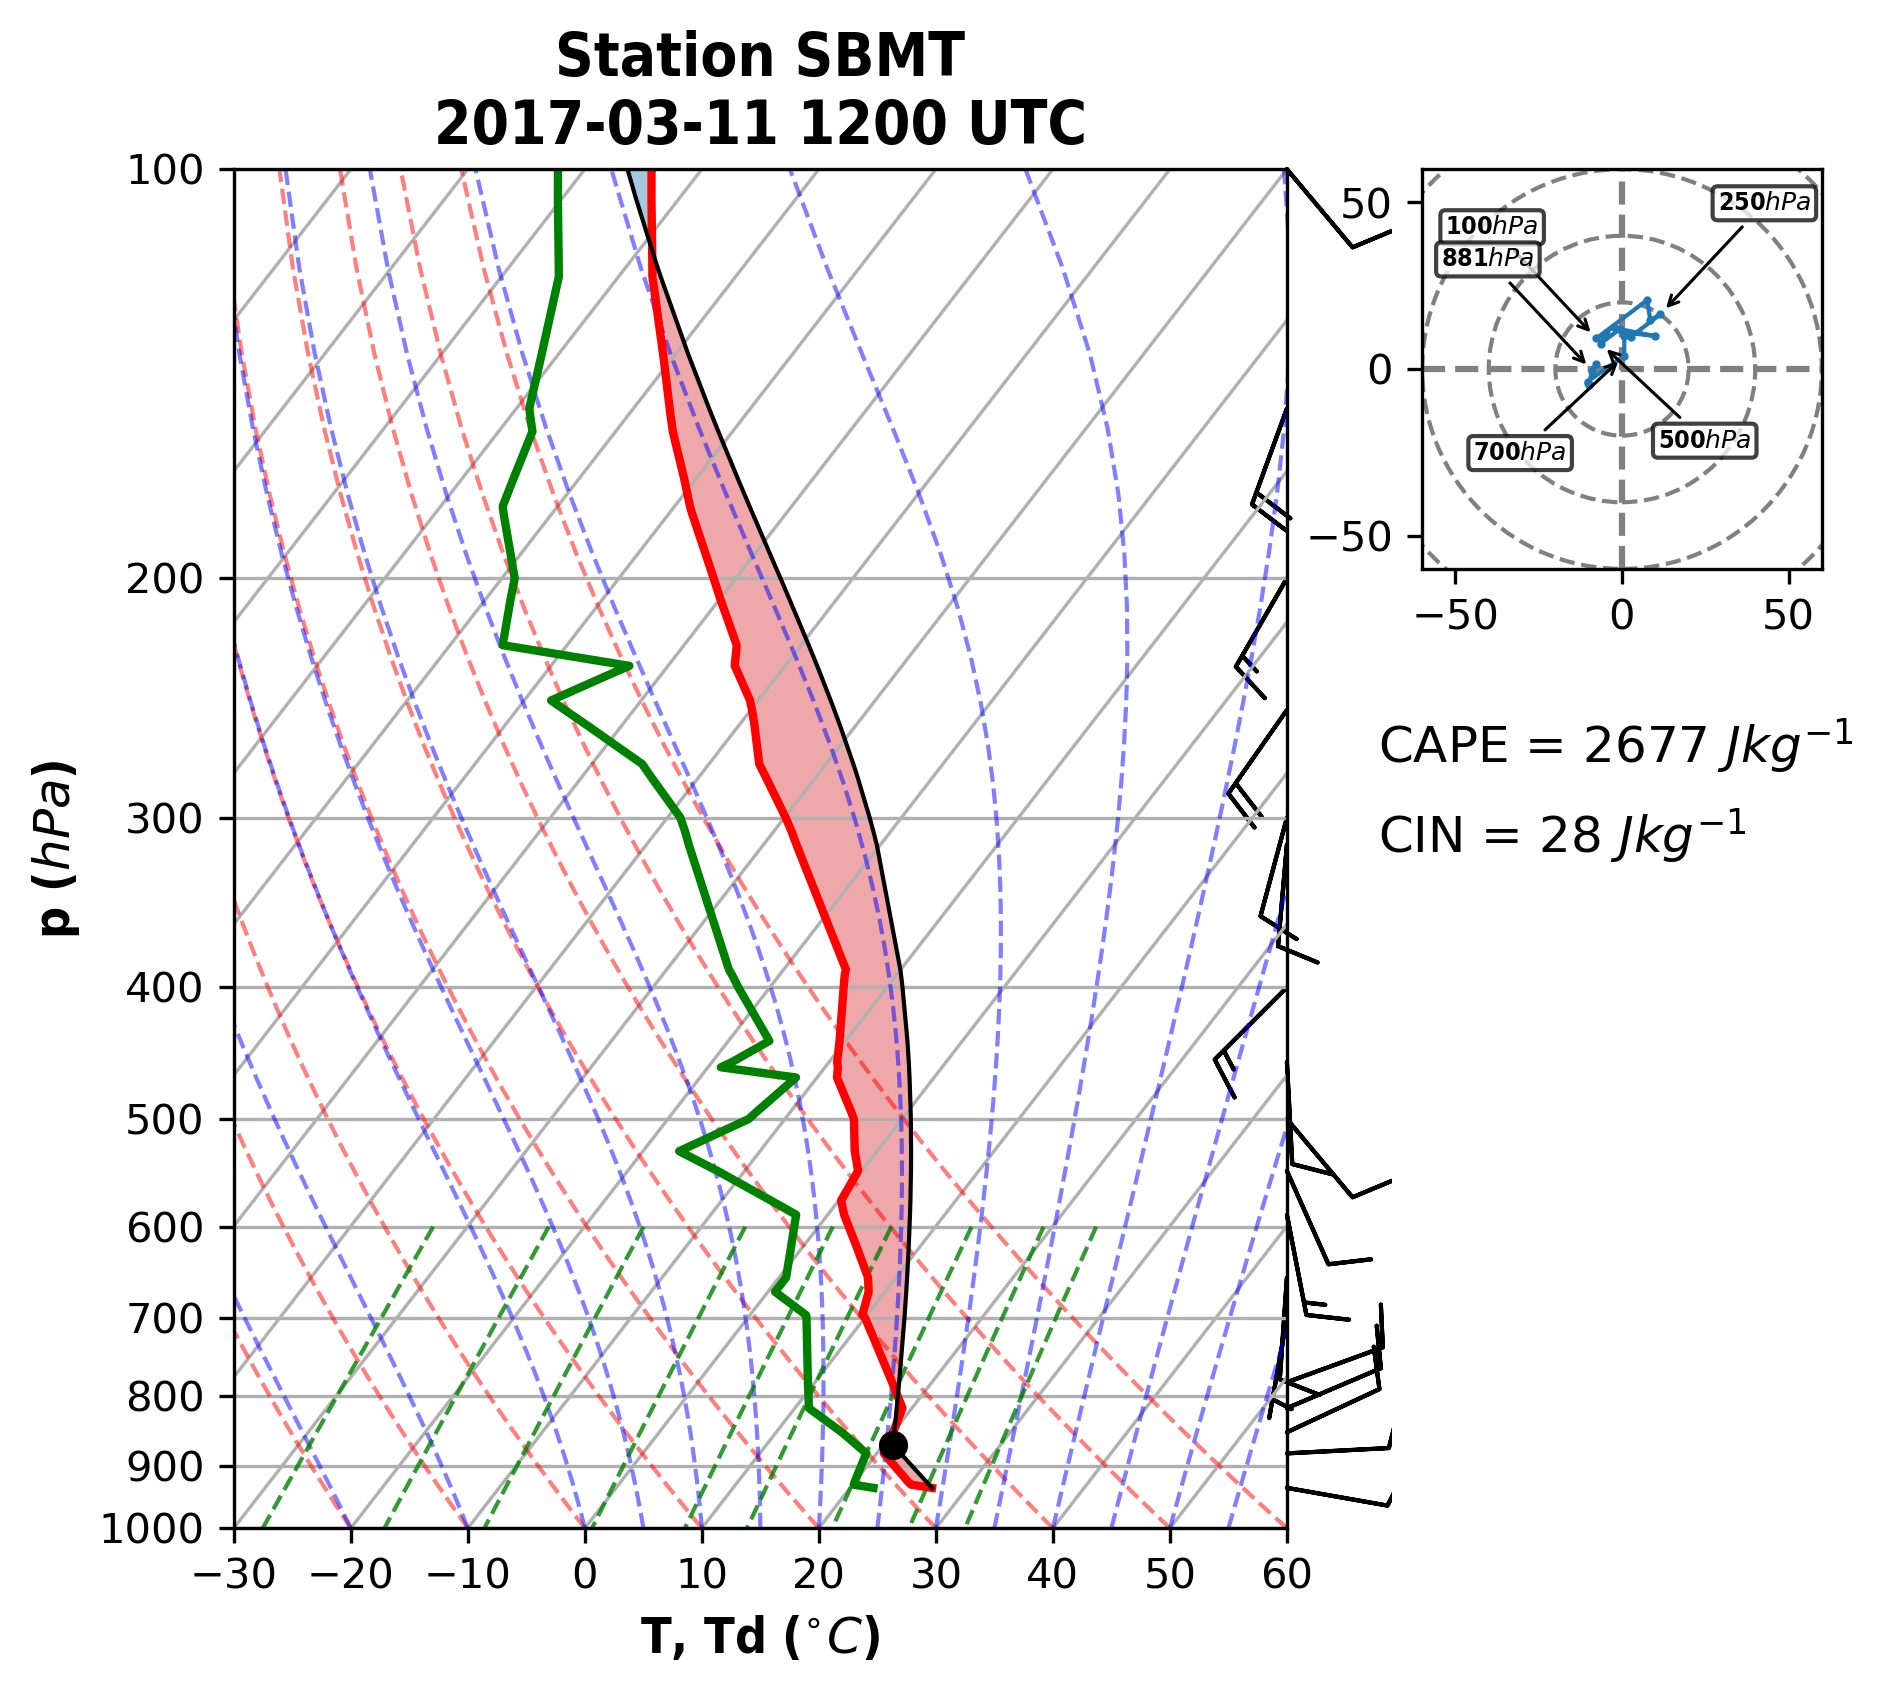 Station SBMT
2017-03-11 1200 UTC
100
200
300
400
500
600
700
800
900
1000
p (hPa)
−30 −20 −10 0 10 20 30 40 50 60
T, Td (°C)
50
0
−50
−50 0 50
100hPa
881hPa
250hPa
700hPa
500hPa
CAPE = 2677 Jkg⁻¹
CIN = 28 Jkg⁻¹